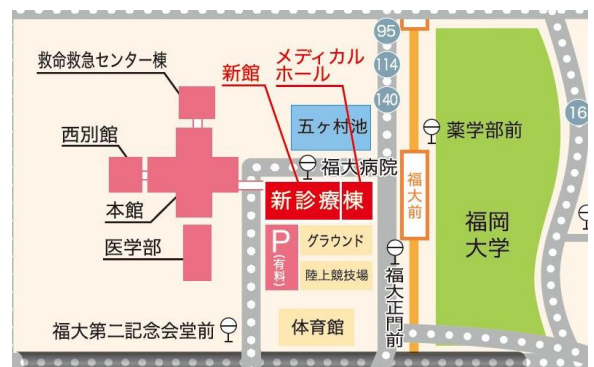 95
メディカル
ホール
救命救急センター棟
新館
114
140
16
五ヶ村池
薬学部前
西別館
福大病院
新診療棟
福大前
本館
P
(有料)
グラウンド
福岡
大学
医学部
陸上競技場
福大正門前
福大第二記念会堂前
体育館